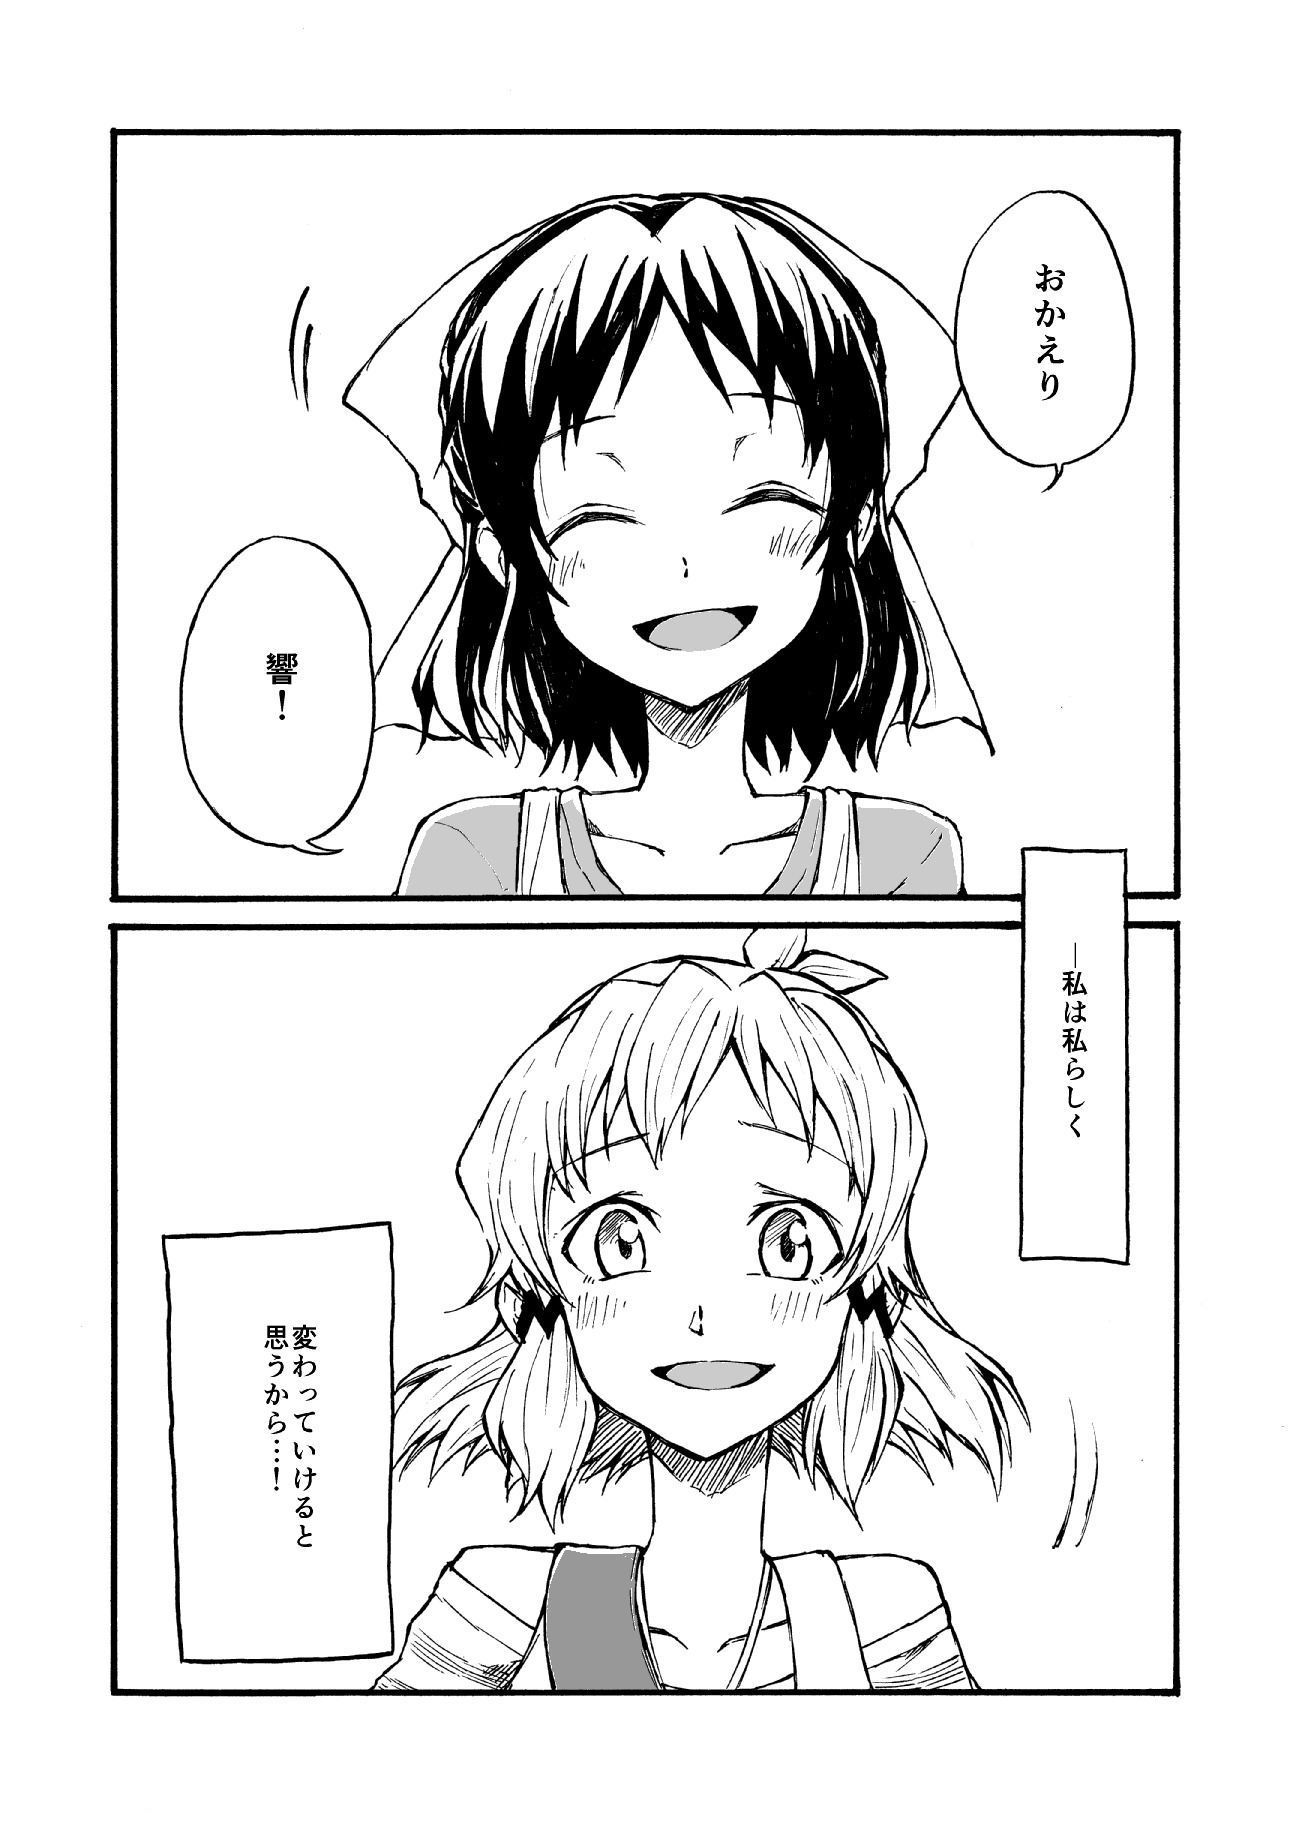 おかえり
響！
―私は私らしく
変わっていけると
思うから…！